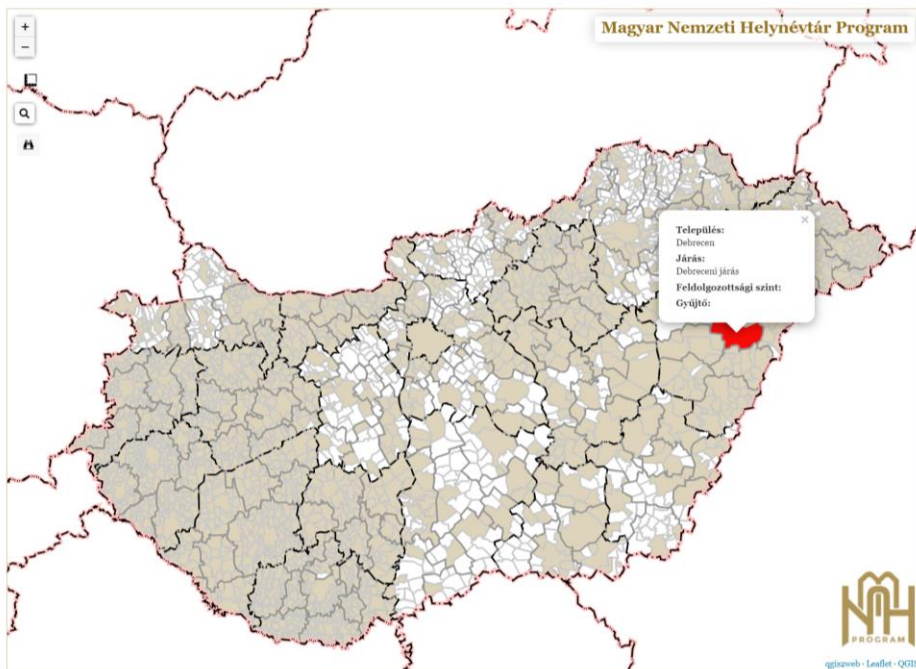 +
−
Magyar Nemzeti Helynévtár Program
×
Település:
Debrecen
Járás:
Debreceni járás
Feldolgozottsági szint:
Gyűjtő:
NMH
PROGRAM
qgis2web · Leaflet · QGIS